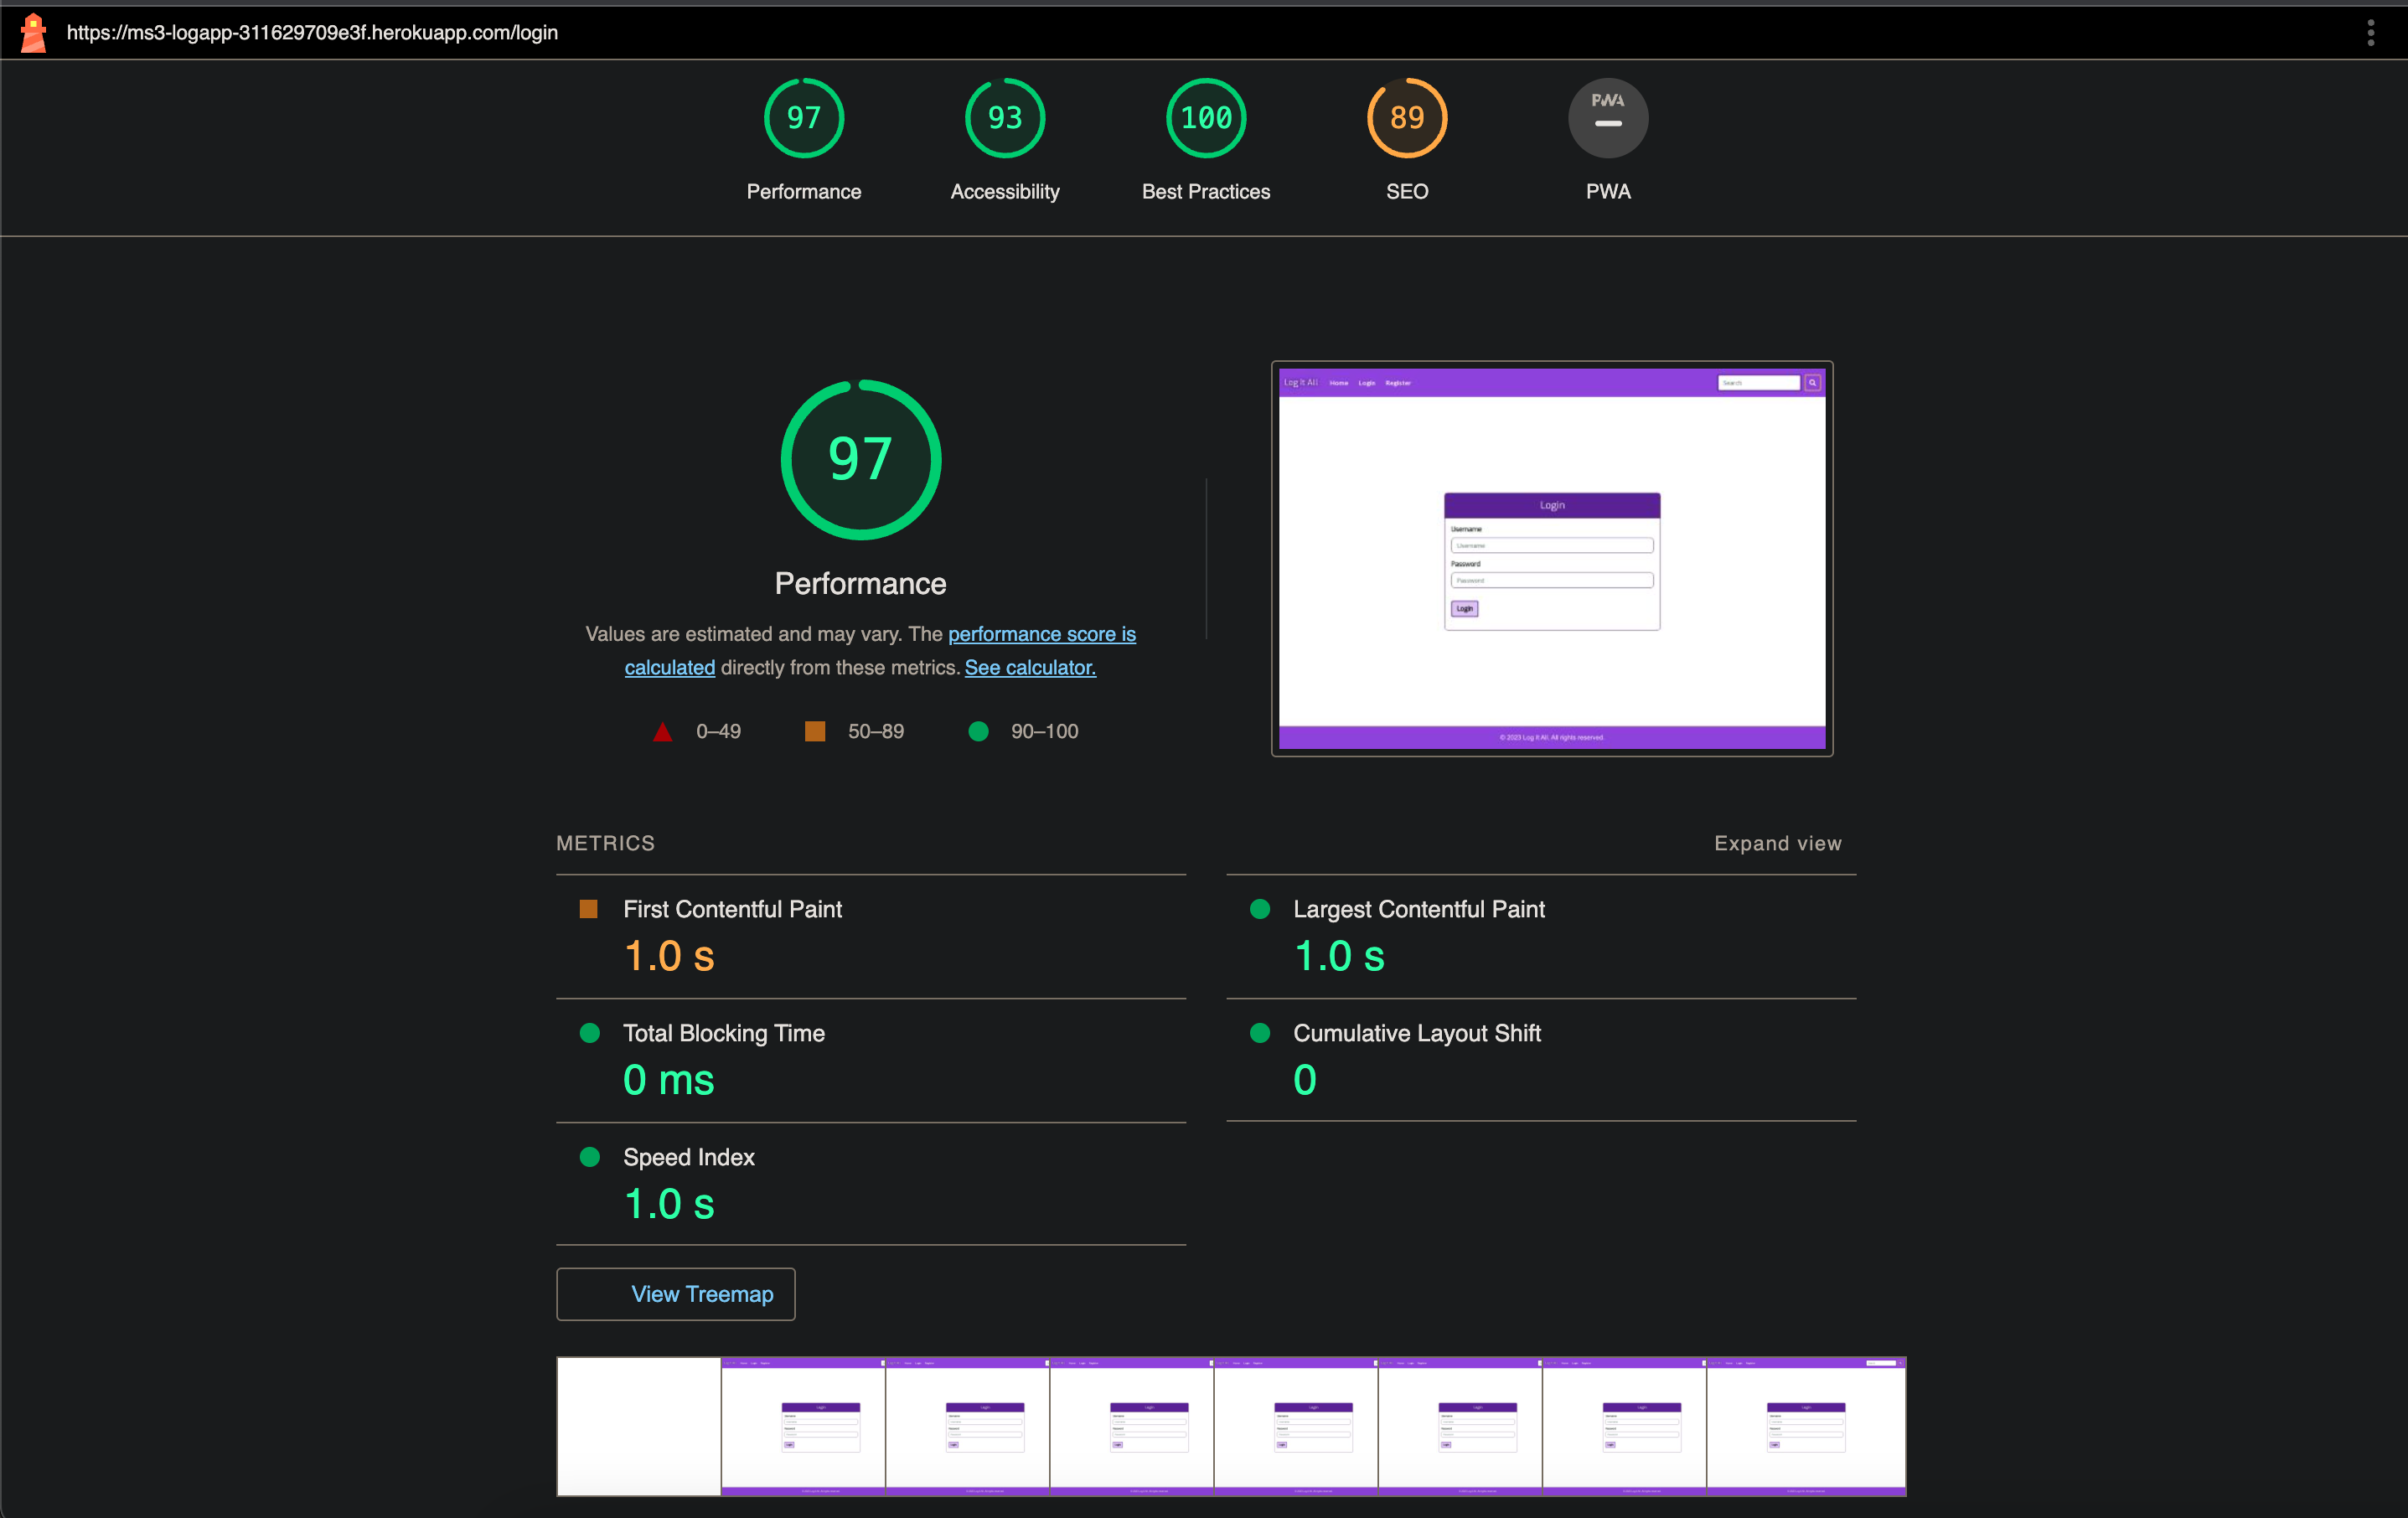 https://ms3-logapp-311629709e3f.herokuapp.com/login
97
93
100
89
PWA
Performance
Accessibility
Best Practices
SEO
PWA
97
Performance
Values are estimated and may vary. The performance score is
calculated directly from these metrics. See calculator.
0–49
50–89
90–100
Log It All
Home
Login
Register
Search
Login
Username
Username
Password
Password
Login
© 2023 Log It All. All rights reserved.
METRICS
Expand view
First Contentful Paint
1.0 s
Largest Contentful Paint
1.0 s
Total Blocking Time
0 ms
Cumulative Layout Shift
0
Speed Index
1.0 s
View Treemap